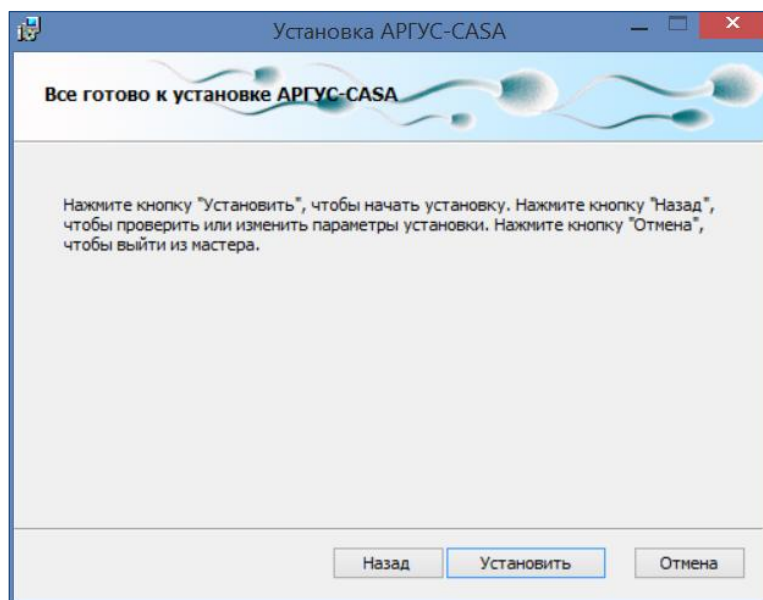 Установка АРГУС-CASA
Все готово к установке АРГУС-CASA
Нажмите кнопку "Установить", чтобы начать установку. Нажмите кнопку "Назад",
чтобы проверить или изменить параметры установки. Нажмите кнопку "Отмена",
чтобы выйти из мастера.
Назад
Установить
Отмена